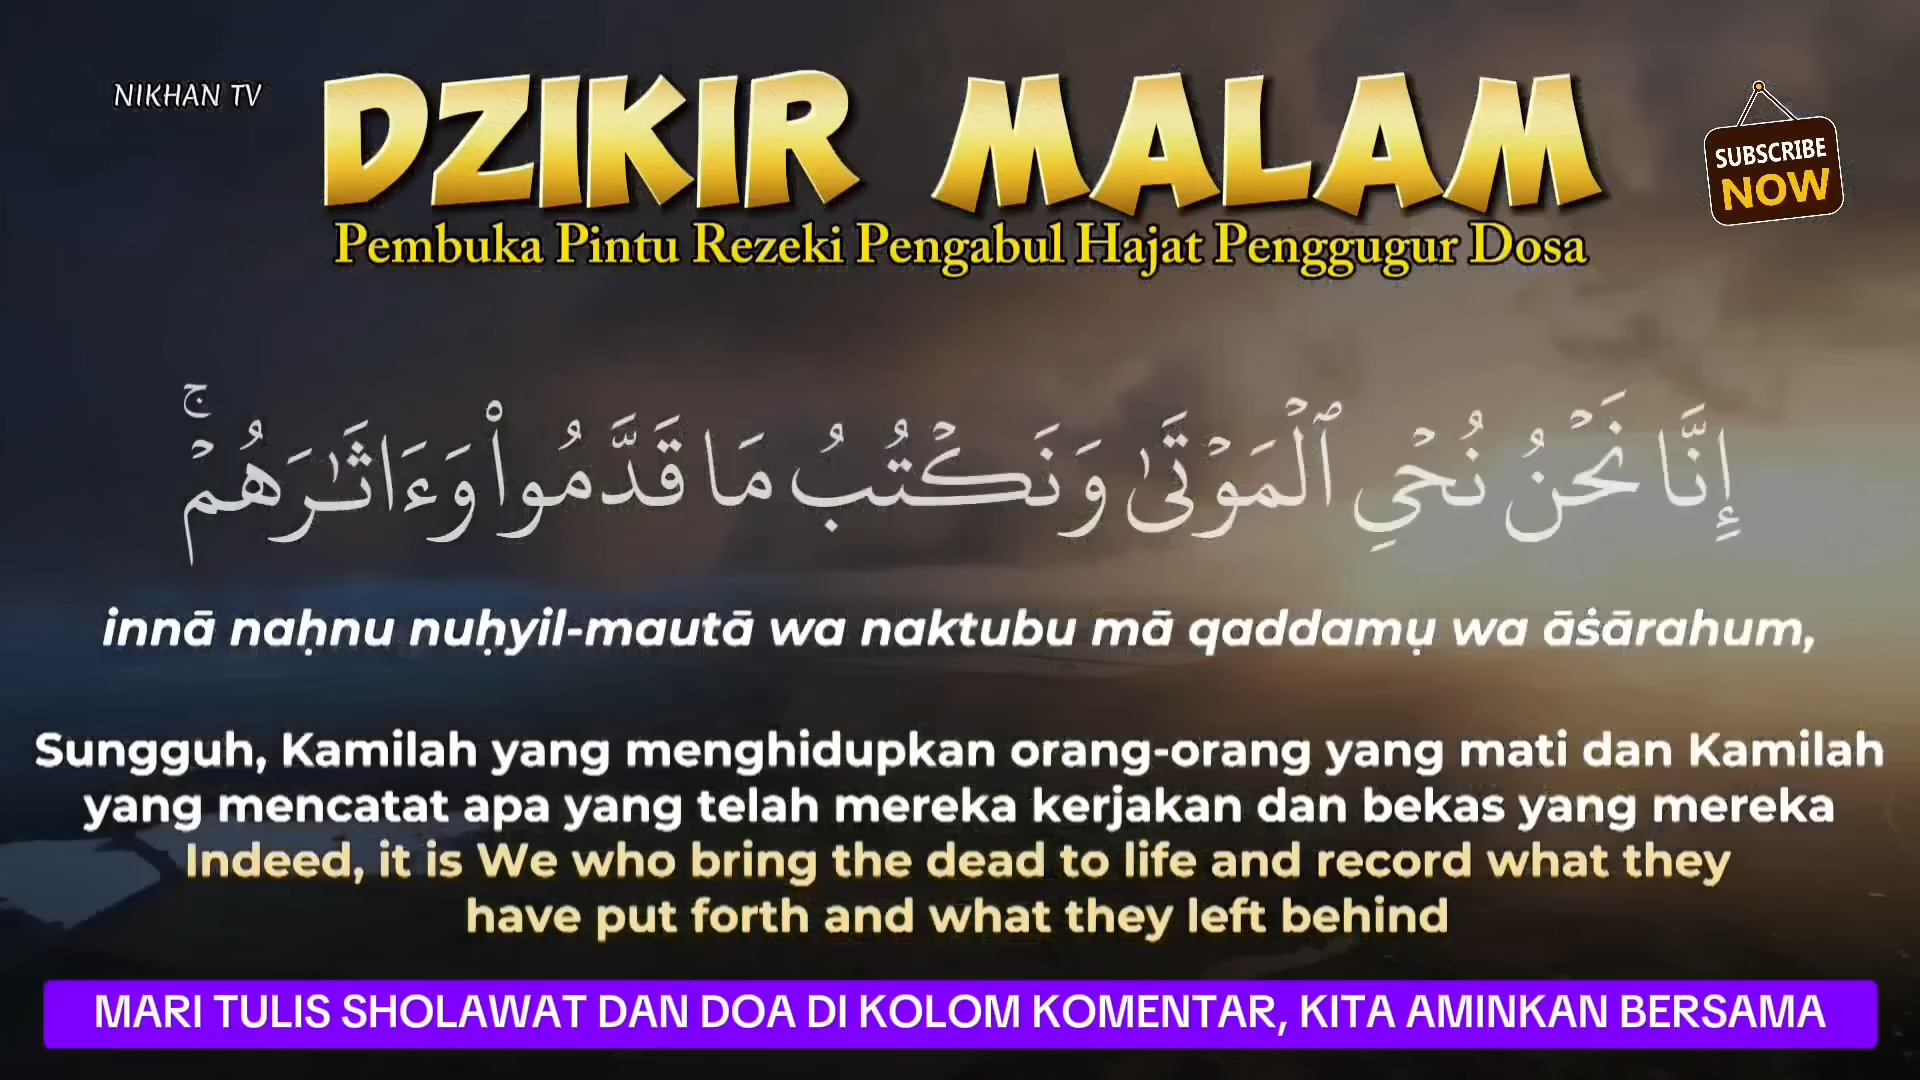 NIKHAN TV
DZIKIR MALAM
SUBSCRIBE
NOW
Pembuka Pintu Rezeki Pengabul Hajat Penggugur Dosa
إِنَّا نَحْنُ نُحْيِ ٱلْمَوْتَىٰ وَنَكْتُبُ مَا قَدَّمُوا۟ وَءَاثَـٰرَهُمْ ۚ
innā naḥnu nuḥyil-mautā wa naktubu mā qaddamụ wa āṡārahum,
Sungguh, Kamilah yang menghidupkan orang-orang yang mati dan Kamilah
yang mencatat apa yang telah mereka kerjakan dan bekas yang mereka
Indeed, it is We who bring the dead to life and record what they
have put forth and what they left behind
MARI TULIS SHOLAWAT DAN DOA DI KOLOM KOMENTAR, KITA AMINKAN BERSAMA